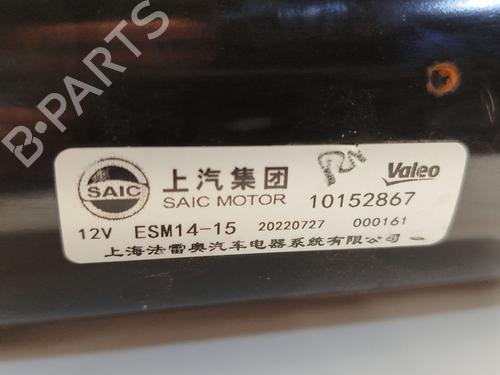 B-PARTS
SAIC 上汽集团 Valeo
SAIC MOTOR 10152867
12V ESM14-15 20220727 000161
上海法雷奥汽车电器系统有限公司